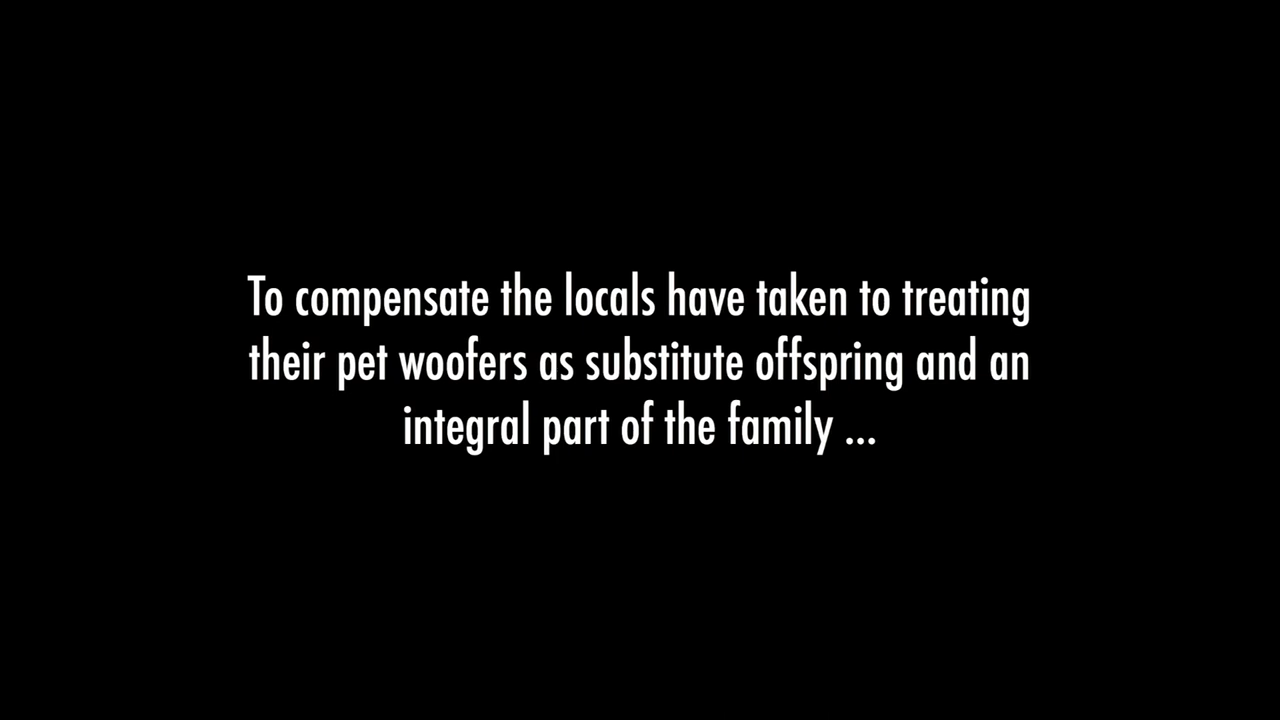 To compensate the locals have taken to treating
their pet woofers as substitute offspring and an
integral part of the family ...